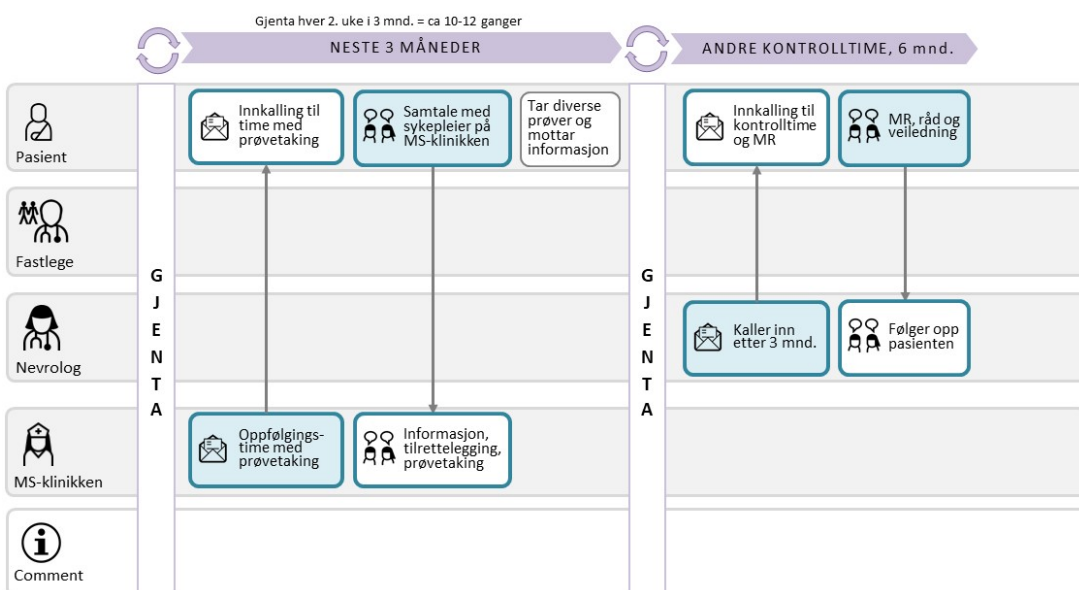 Gjenta hver 2. uke i 3 mnd. = ca 10-12 ganger
NESTE 3 MÅNEDER
ANDRE KONTROLLTIME, 6 mnd.
Pasient
Innkalling til
time med
prøvetaking
Samtale med
sykepleier på
MS-klinikken
Tar diverse
prøver og
mottar
informasjon
Innkalling til
kontrolltime
og MR
MR, råd og
veiledning
Fastlege
G
J
E
N
T
A
G
J
E
N
T
A
Nevrolog
Kaller inn
etter 3 mnd.
Følger opp
pasienten
MS-klinikken
Oppfølgings-
time med
prøvetaking
Informasjon,
tilrettelegging,
prøvetaking
Comment